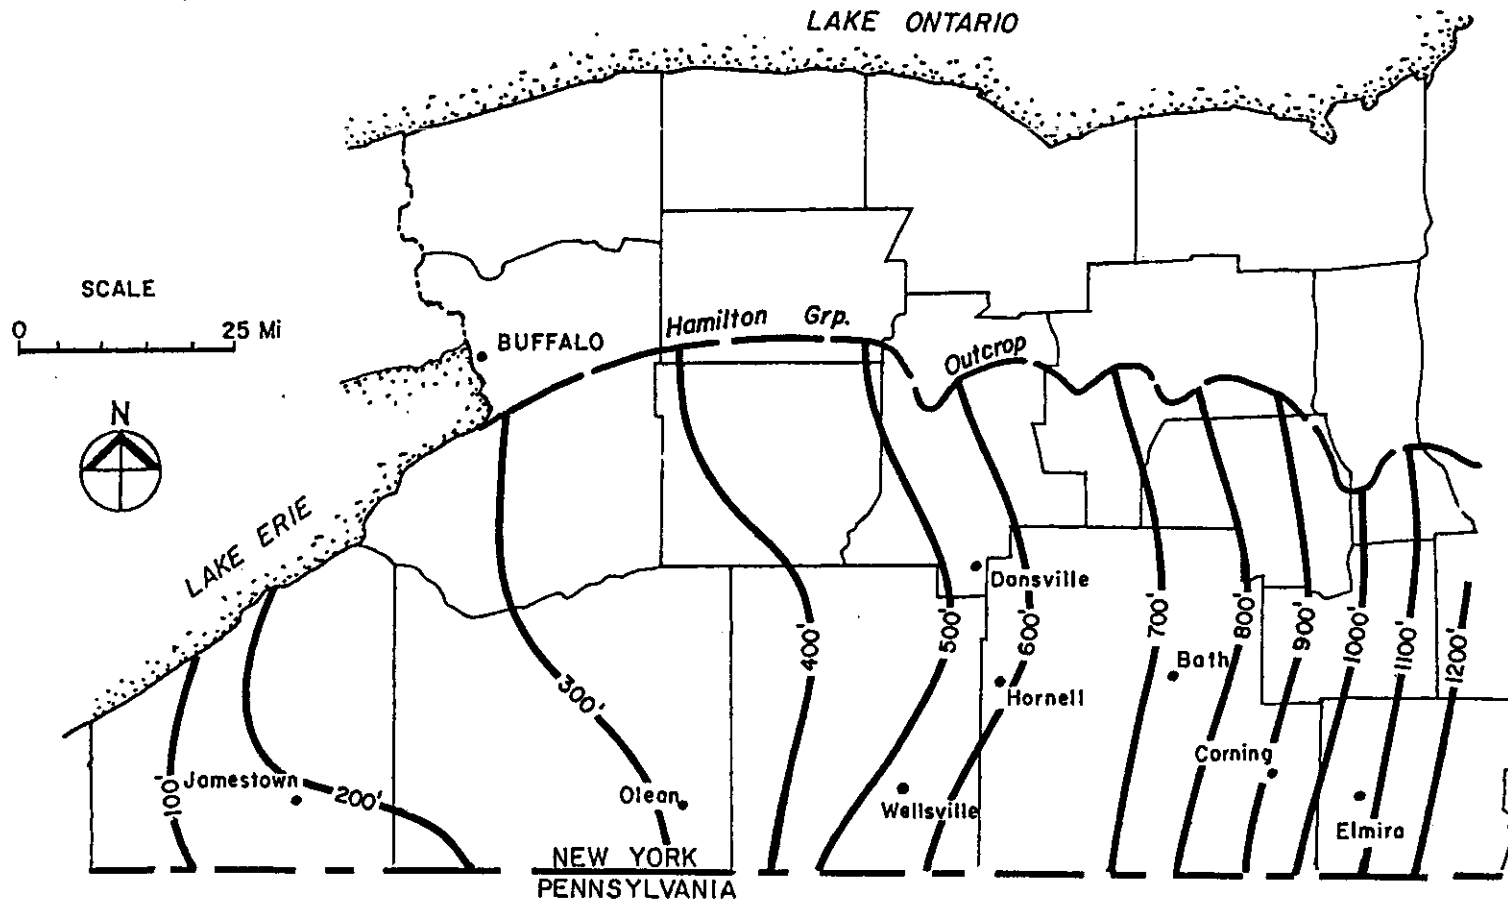 LAKE ONTARIO
SCALE
0 25 Mi
BUFFALO
Hamilton Grp.
Outcrop
N
LAKE ERIE
Dansville
400'
500'
600'
700'
800'
900'
1000'
1100'
1200'
Bath
Hornell
300'
Corning
Jamestown
100'
200'
Olean
Wellsville
Elmira
NEW YORK
PENNSYLVANIA